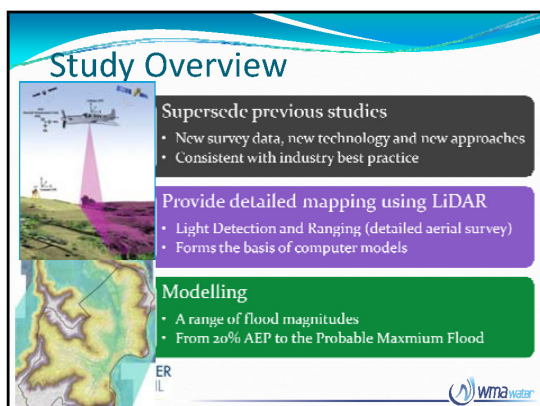 Study Overview
Supersede previous studies
• New survey data, new technology and new approaches
• Consistent with industry best practice
Provide detailed mapping using LiDAR
• Light Detection and Ranging (detailed aerial survey)
• Forms the basis of computer models
Modelling
• A range of flood magnitudes
• From 20% AEP to the Probable Maxmium Flood
ER
IL
wmawater